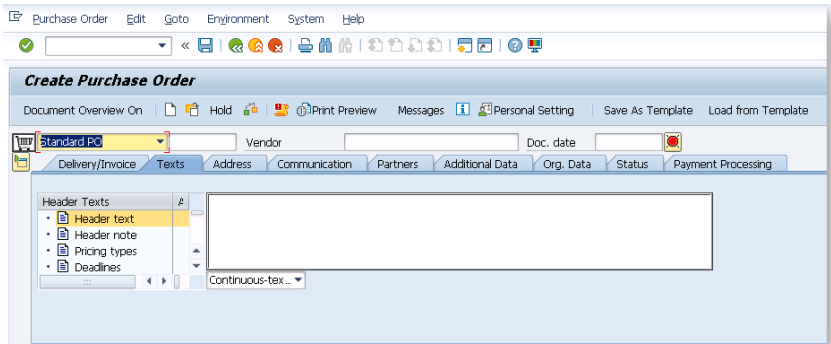 Purchase Order Edit Goto Environment System Help
Create Purchase Order
Document Overview On Hold Print Preview Messages Personal Setting Save As Template Load from Template
Standard PO Vendor Doc. date
Delivery/Invoice Texts Address Communication Partners Additional Data Org. Data Status Payment Processing
Header Texts
Header text
Header note
Pricing types
Deadlines
Continuous-tex...